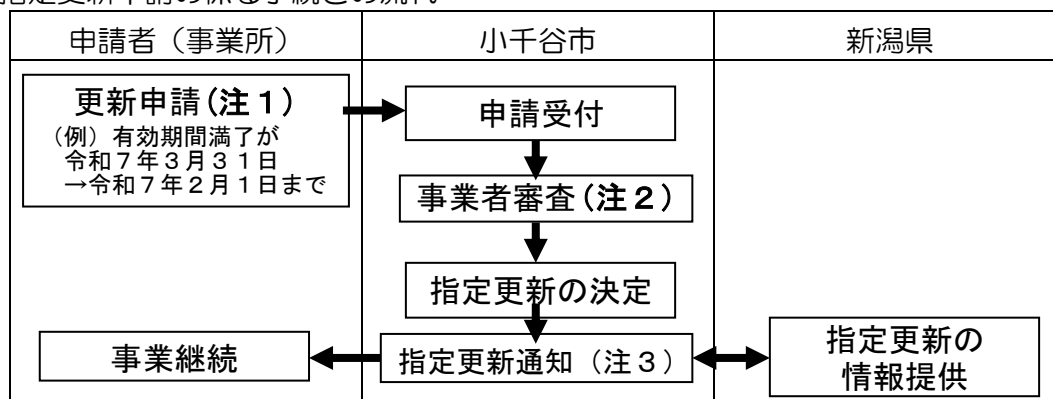 指定更新申請の係る手続きの流れ
申請者（事業所）
小千谷市
新潟県
更新申請(注１)
（例）有効期間満了が
令和７年３月３１日
→令和７年２月１日まで
申請受付
事業者審査(注２)
指定更新の決定
事業継続
指定更新通知（注３）
指定更新の
情報提供